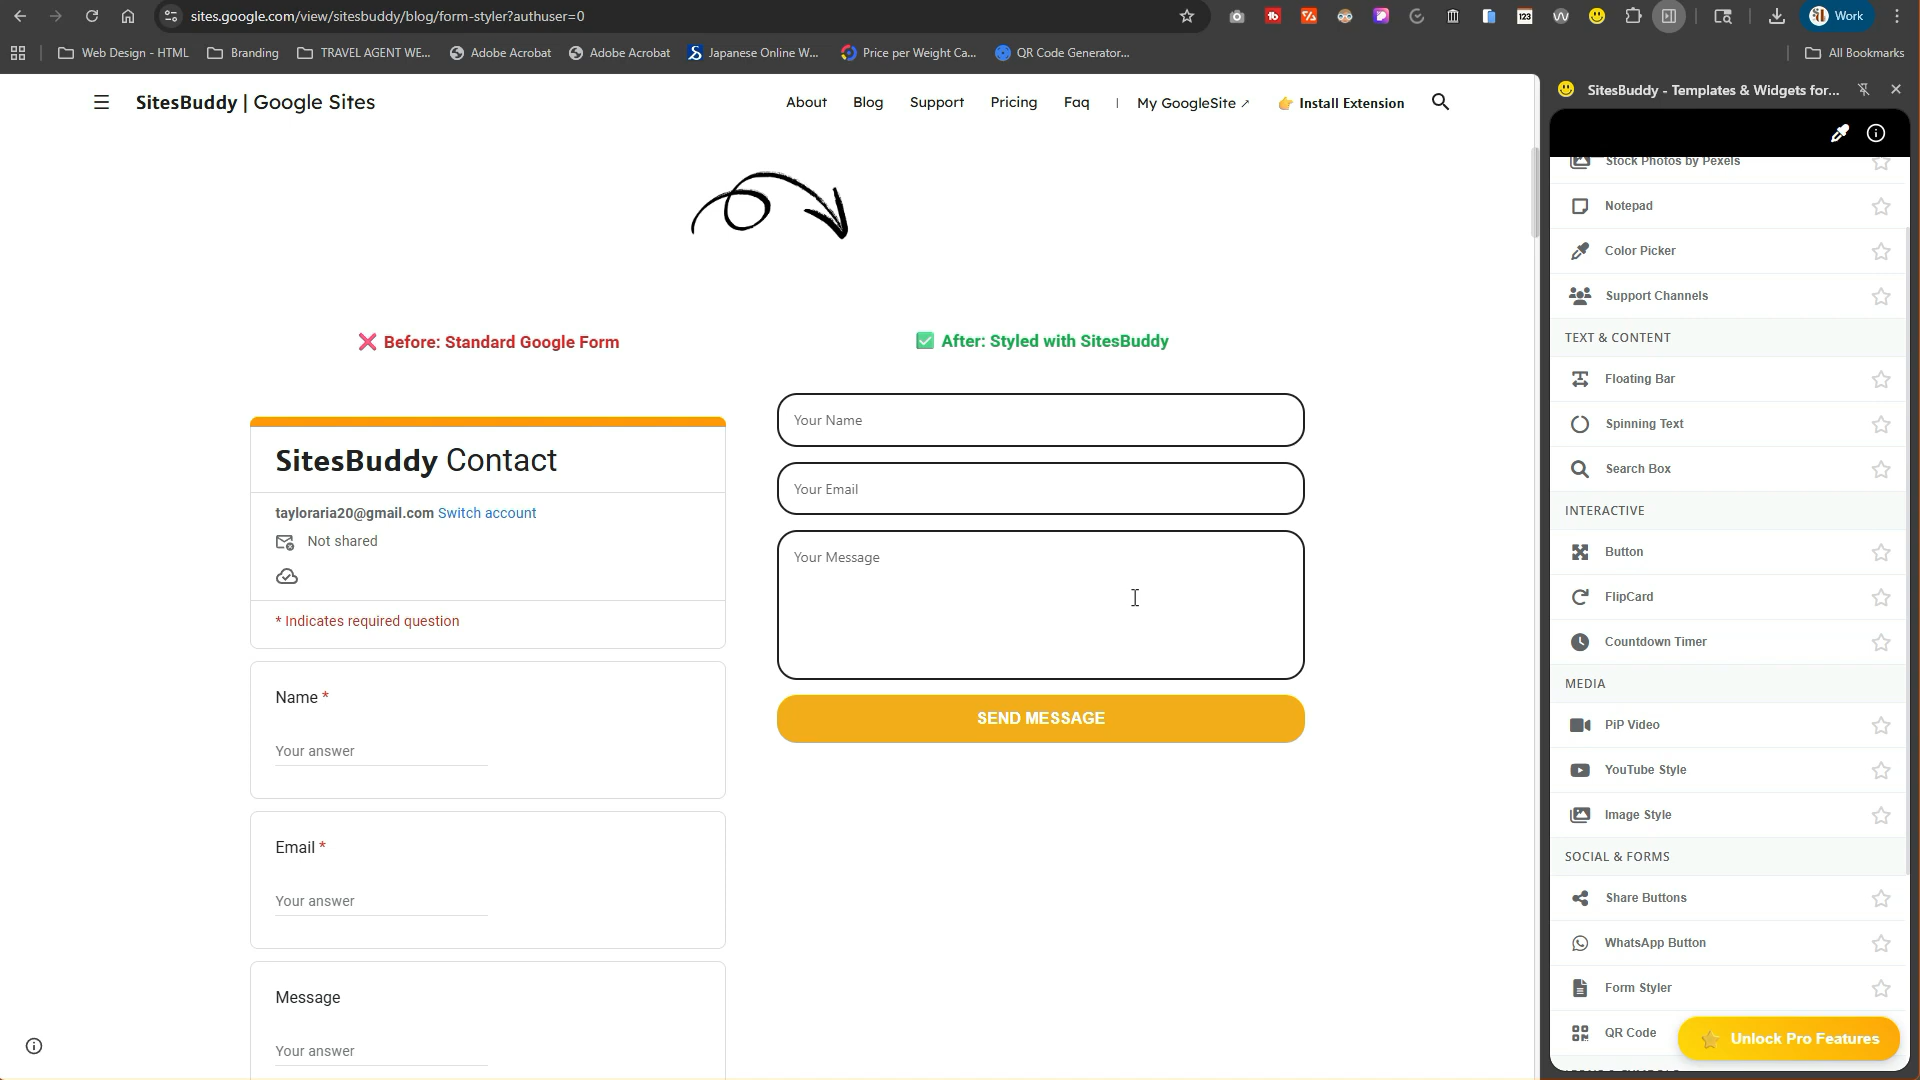 sites.google.com/view/sitesbuddy/blog/form-styler?authuser=0
Work
Web Design - HTML
Branding
TRAVEL AGENT WE...
Adobe Acrobat
Adobe Acrobat
Japanese Online W...
Price per Weight Ca...
QR Code Generator...
All Bookmarks
SitesBuddy | Google Sites
About
Blog
Support
Pricing
Faq
|
My GoogleSite ↗
👉 Install Extension
❌ Before: Standard Google Form
✅ After: Styled with SitesBuddy
SitesBuddy Contact
tayloraria20@gmail.com Switch account
Not shared
* Indicates required question
Name *
Your answer
Email *
Your answer
Message
Your answer
Your Name
Your Email
Your Message
SEND MESSAGE
SitesBuddy - Templates & Widgets for...
Stock Photos by Pexels
Notepad
Color Picker
Support Channels
TEXT & CONTENT
Floating Bar
Spinning Text
Search Box
INTERACTIVE
Button
FlipCard
Countdown Timer
MEDIA
PiP Video
YouTube Style
Image Style
SOCIAL & FORMS
Share Buttons
WhatsApp Button
Form Styler
QR Code
⭐ Unlock Pro Features